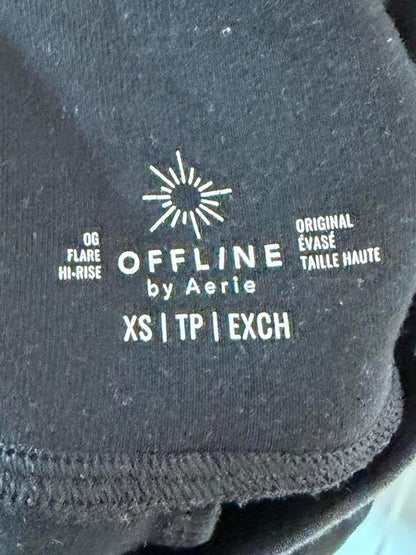 OG
FLARE
HI•RISE
OFFLINE
by Aerie
ORIGINAL
ÉVASÉ
TAILLE HAUTE
XS | TP | EXCH